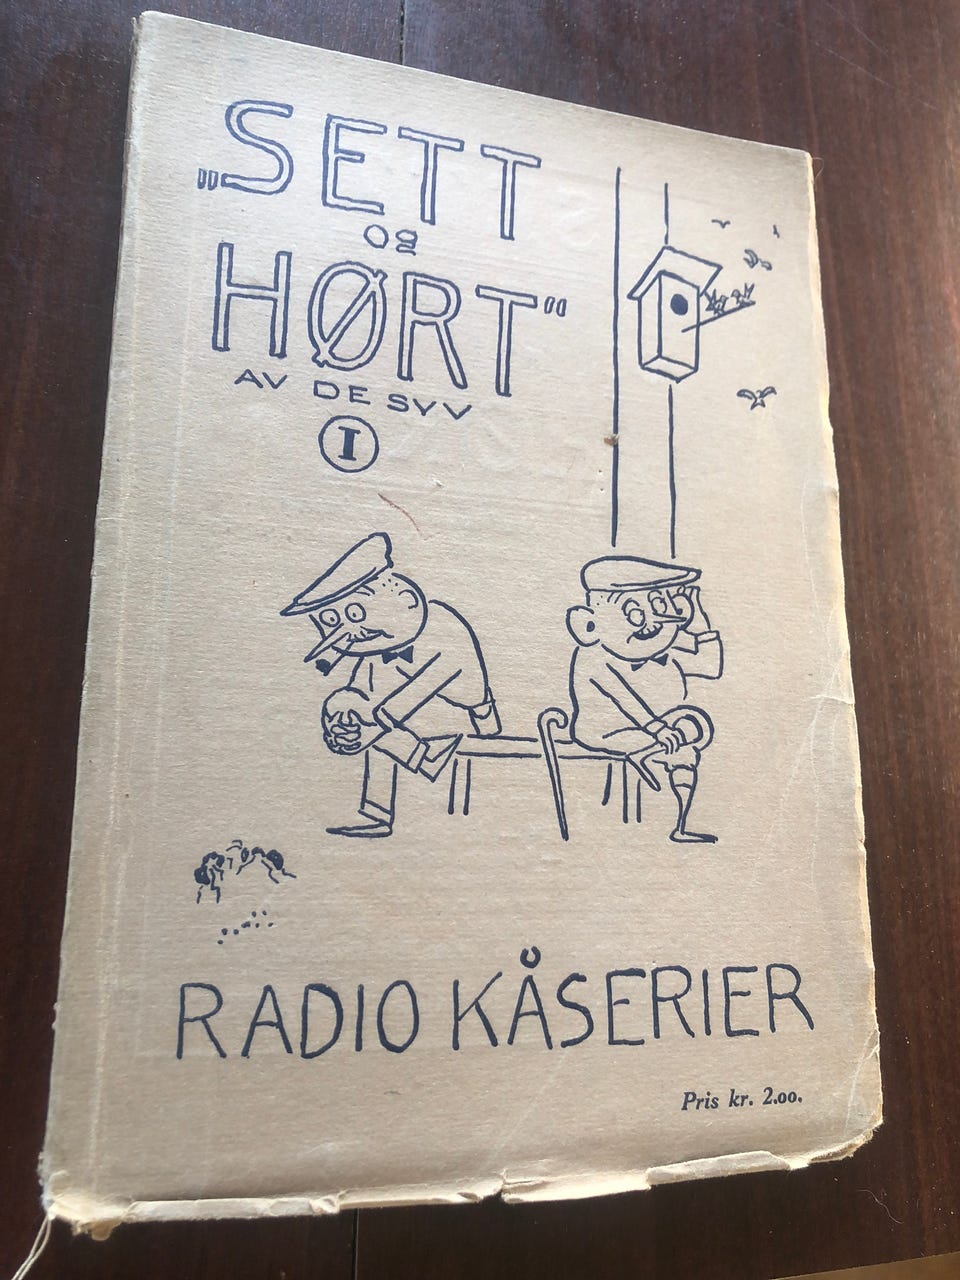 „SETT
og
HØRT"
AV DE SYV
I
RADIO KÅSERIER
Pris kr. 2.00.